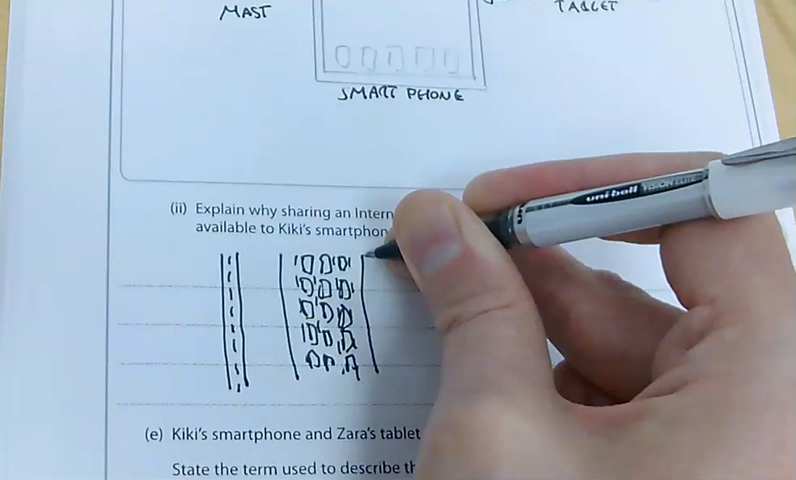 MAST
TABLET
SMART PHONE
(ii) Explain why sharing an Intern
available to Kiki's smartphon
uni-ball VISION ELITE
(e) Kiki's smartphone and Zara's tablet
State the term used to describe th